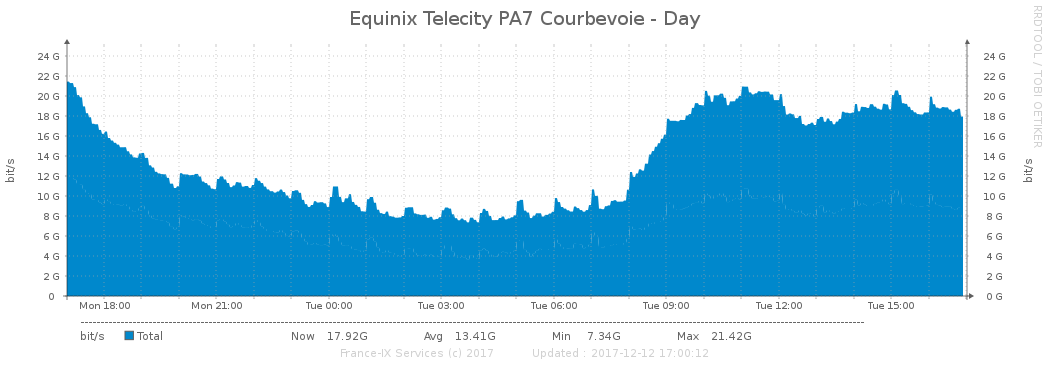 Equinix Telecity PA7 Courbevoie - Day
RRDTOOL / TOBI OETIKER
bit/s
24 G 24 G
22 G 22 G
20 G 20 G
18 G 18 G
16 G 16 G
14 G 14 G
12 G 12 G
10 G 10 G
8 G 8 G
6 G 6 G
4 G 4 G
2 G 2 G
0 0 G
bit/s
Mon 18:00 Mon 21:00 Tue 00:00 Tue 03:00 Tue 06:00 Tue 09:00 Tue 12:00 Tue 15:00
bit/s Total Now 17.92G Avg 13.41G Min 7.34G Max 21.42G
France-IX Services (c) 2017 Updated : 2017-12-12 17:00:12